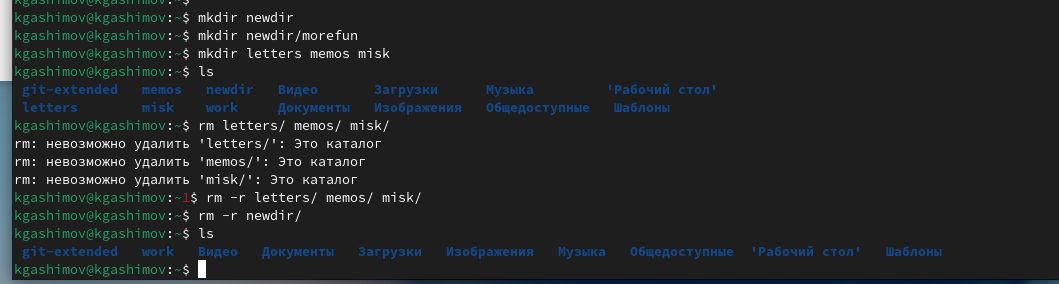 kgashimov@kgashimov:~$
kgashimov@kgashimov:~$ mkdir newdir
kgashimov@kgashimov:~$ mkdir newdir/morefun
kgashimov@kgashimov:~$ mkdir letters memos misk
kgashimov@kgashimov:~$ ls
git-extended memos newdir Видео Загрузки Музыка 'Рабочий стол'
letters misk work Документы Изображения Общедоступные Шаблоны
kgashimov@kgashimov:~$ rm letters/ memos/ misk/
rm: невозможно удалить 'letters/': Это каталог
rm: невозможно удалить 'memos/': Это каталог
rm: невозможно удалить 'misk/': Это каталог
kgashimov@kgashimov:~1$ rm -r letters/ memos/ misk/
kgashimov@kgashimov:~$ rm -r newdir/
kgashimov@kgashimov:~$ ls
git-extended work Видео Документы Загрузки Изображения Музыка Общедоступные 'Рабочий стол' Шаблоны
kgashimov@kgashimov:~$